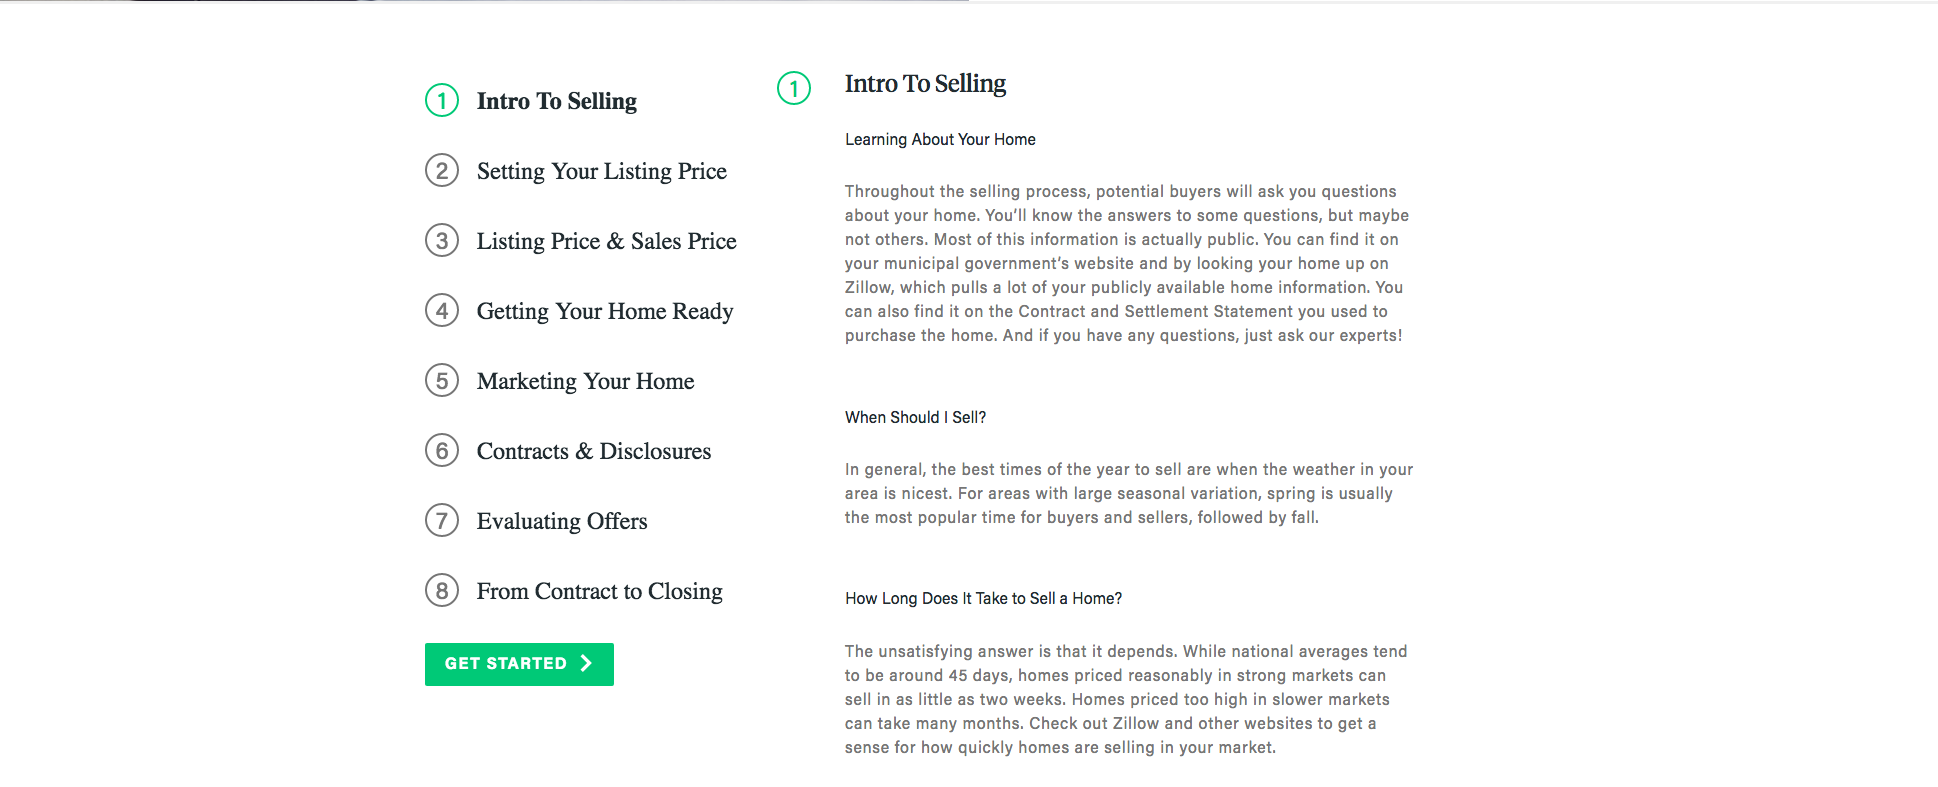 1 Intro To Selling
2 Setting Your Listing Price
3 Listing Price & Sales Price
4 Getting Your Home Ready
5 Marketing Your Home
6 Contracts & Disclosures
7 Evaluating Offers
8 From Contract to Closing
GET STARTED
1 Intro To Selling
Learning About Your Home
Throughout the selling process, potential buyers will ask you questions
about your home. You’ll know the answers to some questions, but maybe
not others. Most of this information is actually public. You can find it on
your municipal government’s website and by looking your home up on
Zillow, which pulls a lot of your publicly available home information. You
can also find it on the Contract and Settlement Statement you used to
purchase the home. And if you have any questions, just ask our experts!
When Should I Sell?
In general, the best times of the year to sell are when the weather in your
area is nicest. For areas with large seasonal variation, spring is usually
the most popular time for buyers and sellers, followed by fall.
How Long Does It Take to Sell a Home?
The unsatisfying answer is that it depends. While national averages tend
to be around 45 days, homes priced reasonably in strong markets can
sell in as little as two weeks. Homes priced too high in slower markets
can take many months. Check out Zillow and other websites to get a
sense for how quickly homes are selling in your market.